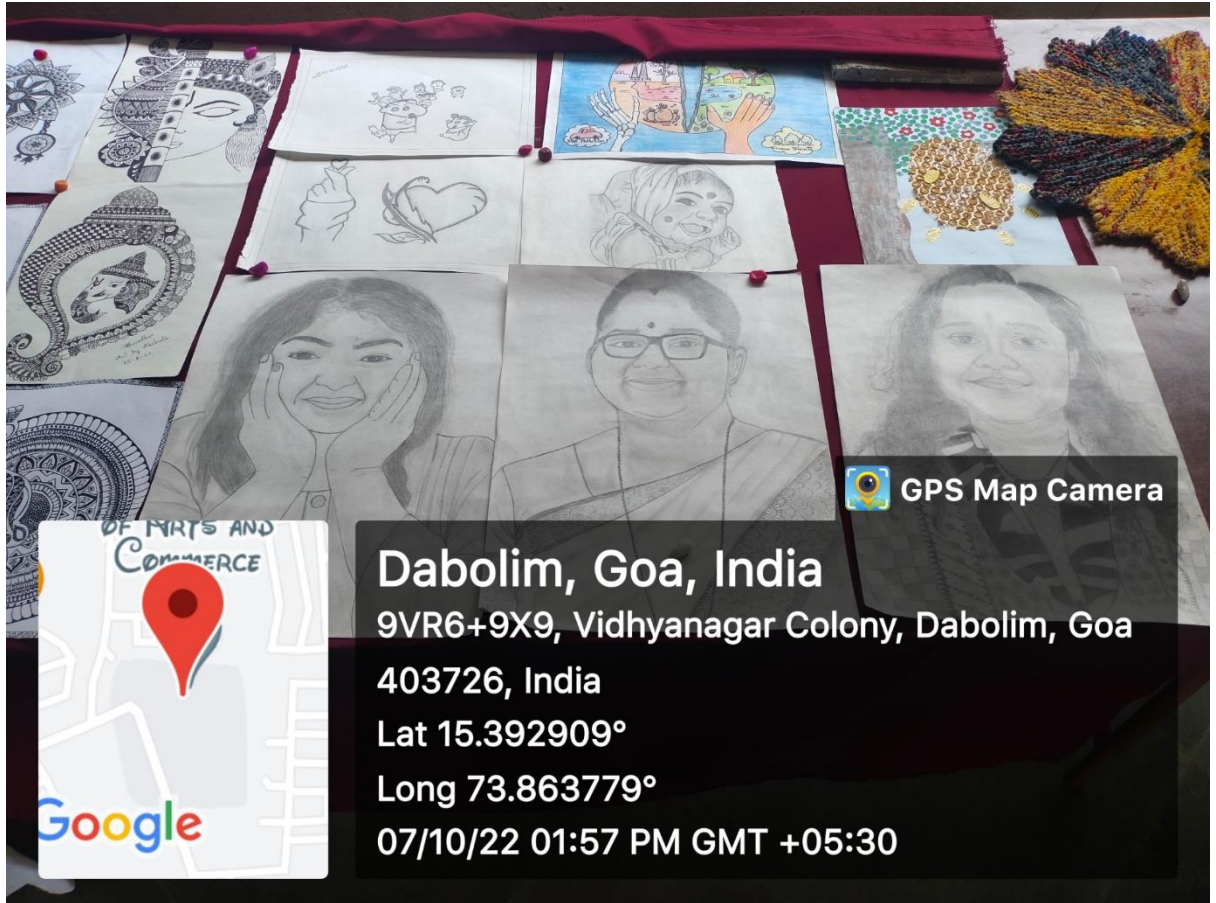 GPS Map Camera
OF ARTS AND
COMMERCE
Google
Dabolim, Goa, India
9VR6+9X9, Vidhyanagar Colony, Dabolim, Goa
403726, India
Lat 15.392909°
Long 73.863779°
07/10/22 01:57 PM GMT +05:30